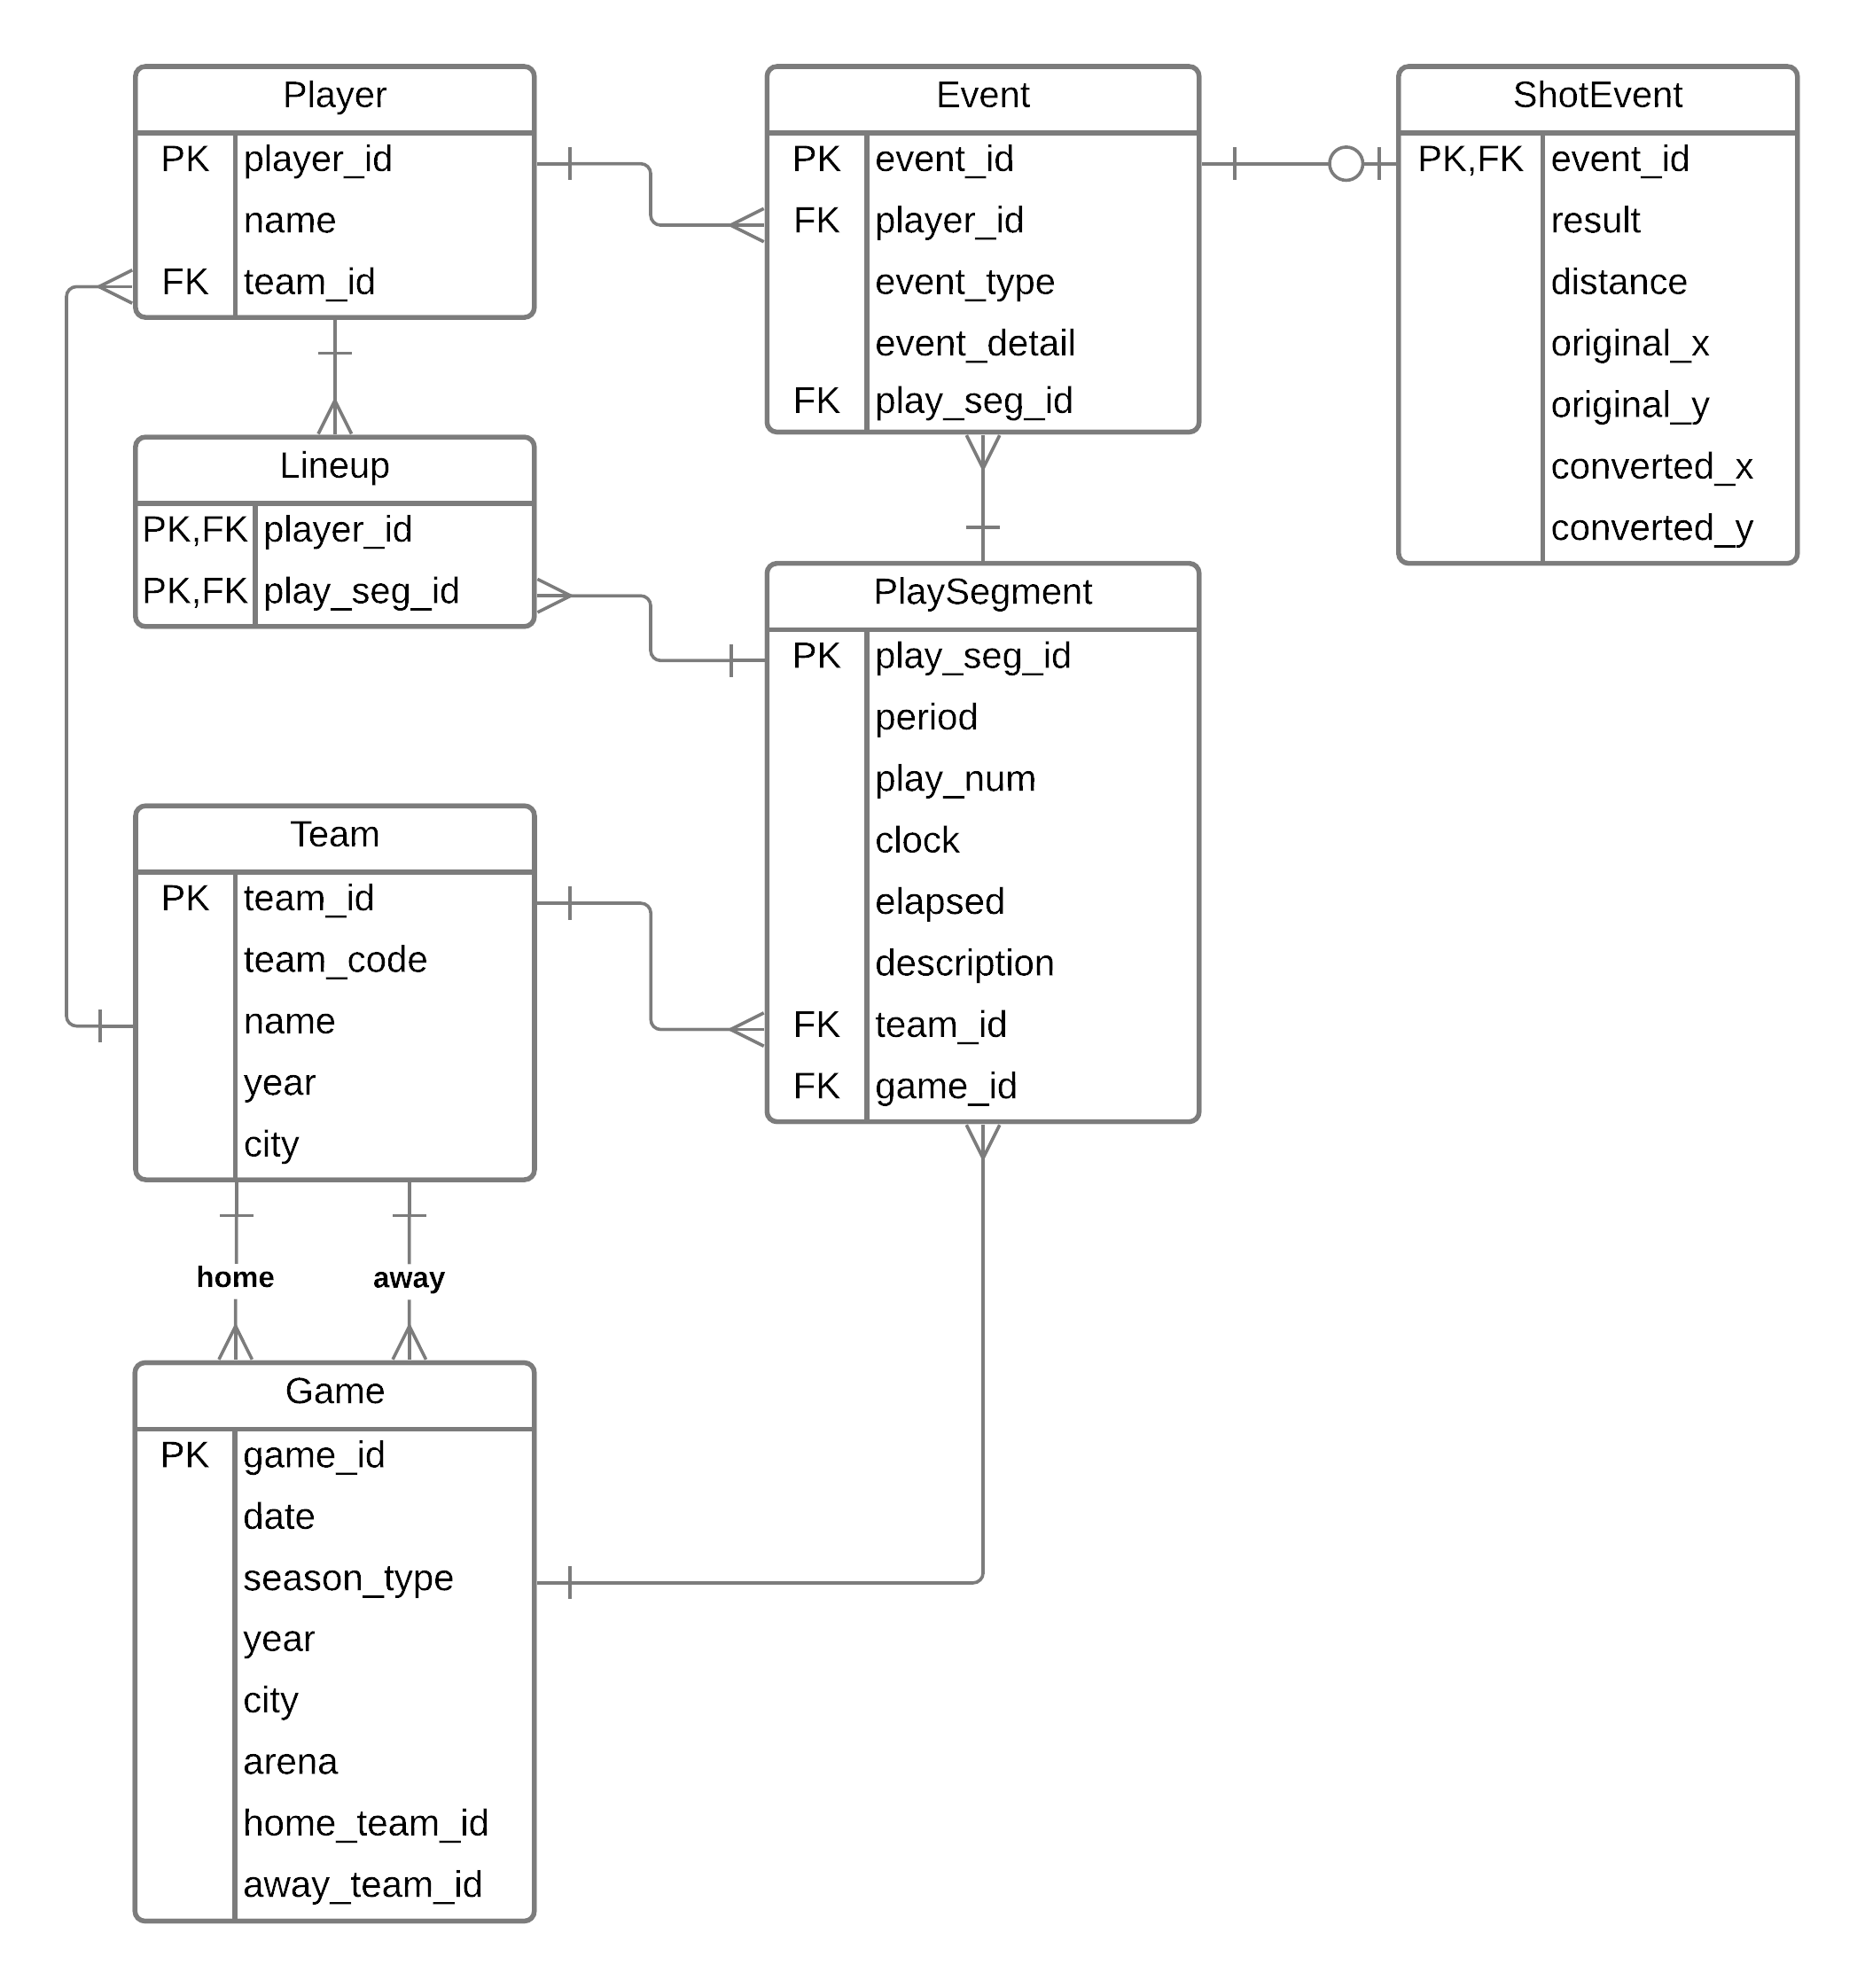 Player
PK player_id
name
FK team_id
Event
PK event_id
FK player_id
event_type
event_detail
FK play_seg_id
ShotEvent
PK,FK event_id
result
distance
original_x
original_y
converted_x
converted_y
Lineup
PK,FK player_id
PK,FK play_seg_id
PlaySegment
PK play_seg_id
period
play_num
clock
elapsed
description
FK team_id
FK game_id
Team
PK team_id
team_code
name
year
city
home away
Game
PK game_id
date
season_type
year
city
arena
home_team_id
away_team_id